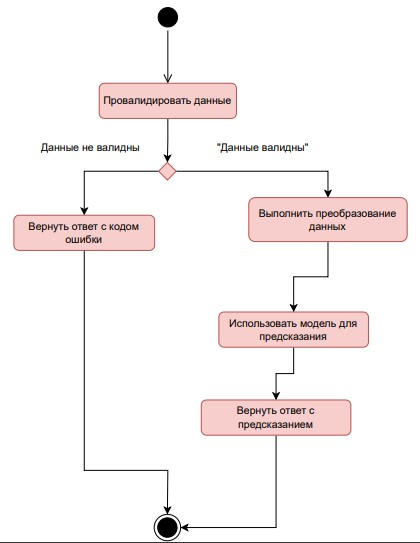 Провалидировать данные
Данные не валидны
"Данные валидны"
Вернуть ответ с кодом
ошибки
Выполнить преобразование
данных
Использовать модель для
предсказания
Вернуть ответ с
предсказанием